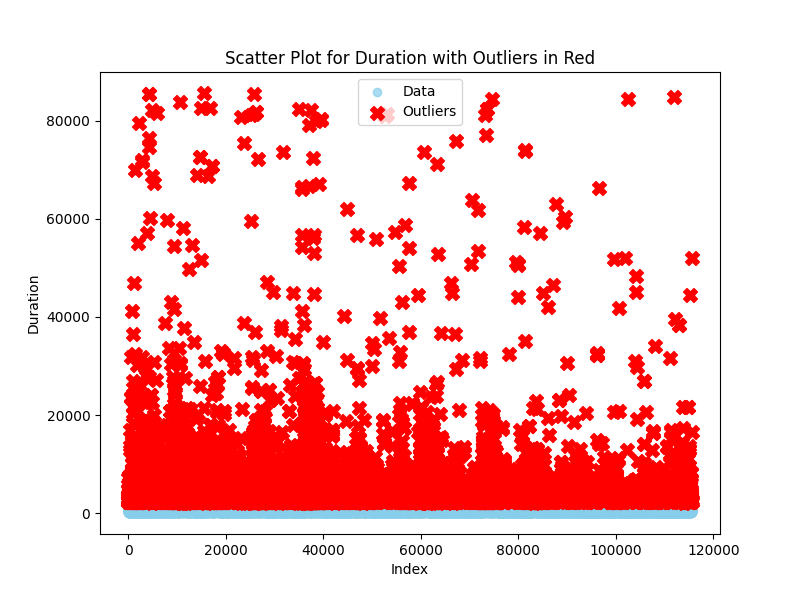 Scatter Plot for Duration with Outliers in Red
Data
Outliers
80000
60000
40000
20000
0
Duration
0 20000 40000 60000 80000 100000 120000
Index